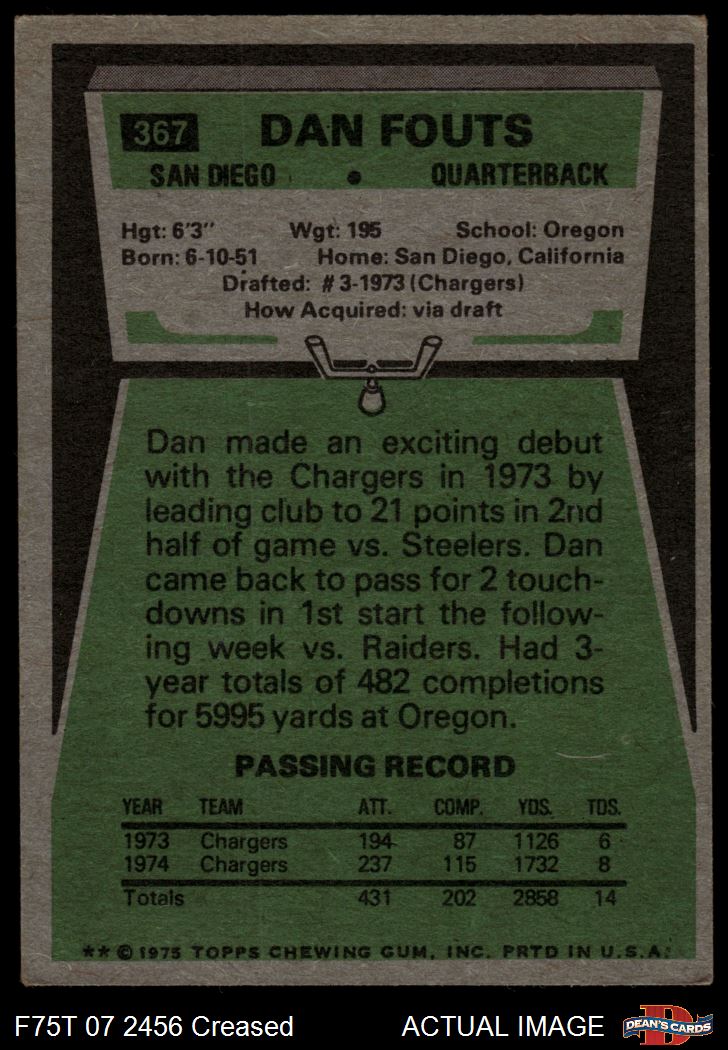 367 DAN FOUTS
SAN DIEGO • QUARTERBACK
Hgt: 6'3" Wgt: 195 School: Oregon
Born: 6-10-51 Home: San Diego, California
Drafted: #3-1973 (Chargers)
How Acquired: via draft
Dan made an exciting debut
with the Chargers in 1973 by
leading club to 21 points in 2nd
half of game vs. Steelers. Dan
came back to pass for 2 touch-
downs in 1st start the follow-
ing week vs. Raiders. Had 3-
year totals of 482 completions
for 5995 yards at Oregon.
PASSING RECORD
YEAR TEAM ATT. COMP. YDS. TDS.
1973 Chargers 194 87 1126 6
1974 Chargers 237 115 1732 8
Totals 431 202 2858 14
** © 1975 TOPPS CHEWING GUM, INC. PRTD IN U.S.A.
F75T 07 2456 Creased ACTUAL IMAGE DEAN'S CARDS